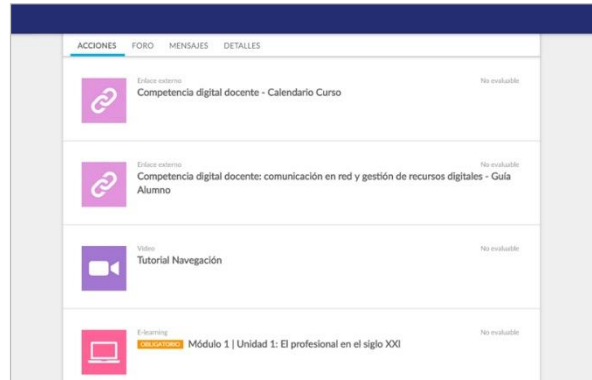 ACCIONES FORO MENSAJES DETALLES
Enlace externo No evaluable
Competencia digital docente - Calendario Curso
Enlace externo No evaluable
Competencia digital docente: comunicación en red y gestión de recursos digitales - Guía
Alumno
Vídeo No evaluable
Tutorial Navegación
E-learning No evaluable
OBLIGATORIO Módulo 1 | Unidad 1: El profesional en el siglo XXI